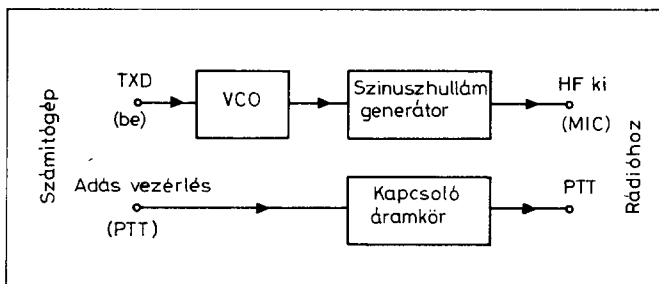 Számítógép
TXD
(be)
VCO
Szinuszhullám
generátor
HF ki
(MIC)
Adás vezérlés
(PTT)
Kapcsoló
áramkör
PTT
Rádióhoz